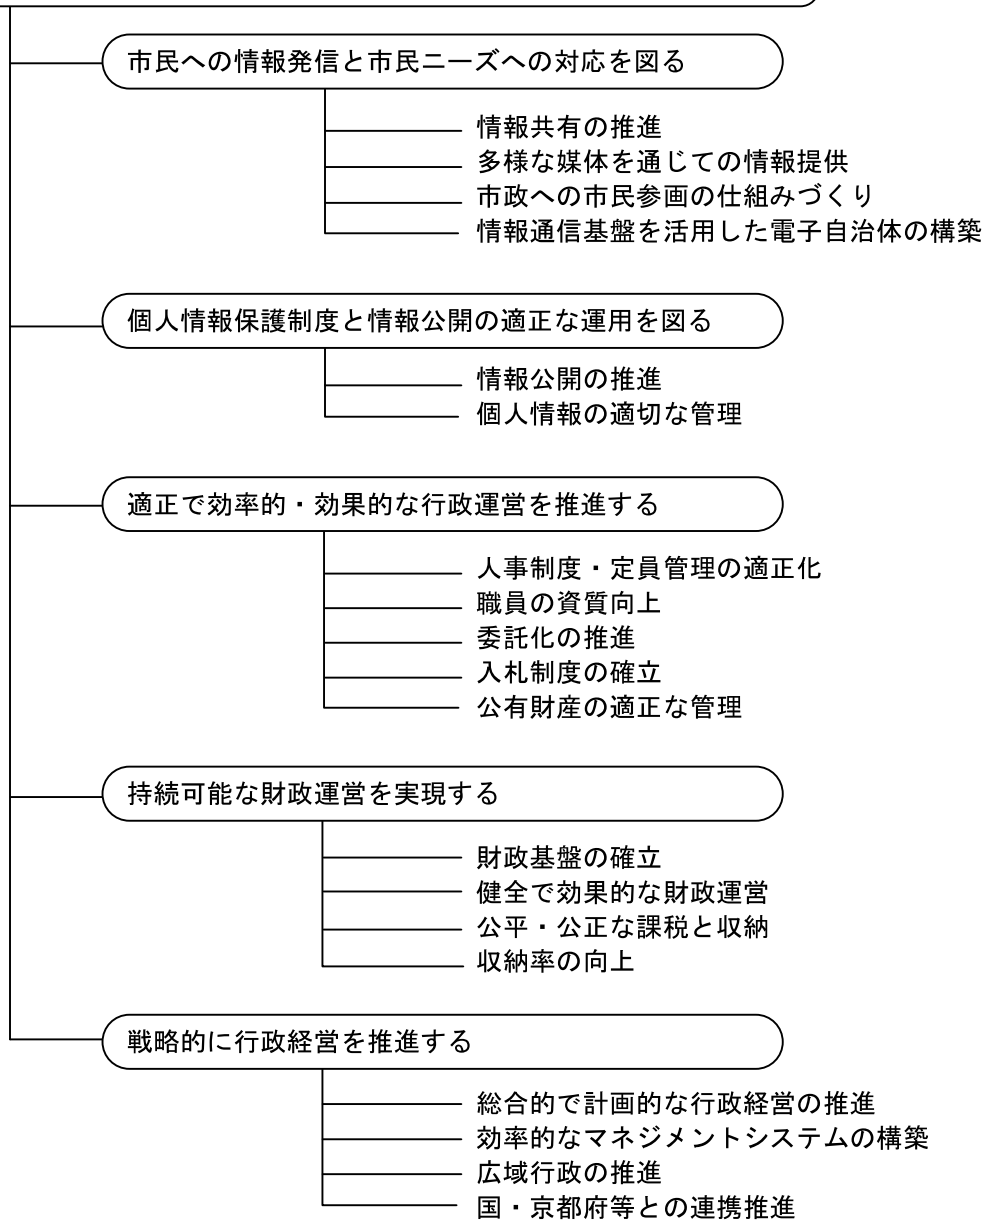 市民への情報発信と市民ニーズへの対応を図る
情報共有の推進
多様な媒体を通じての情報提供
市政への市民参画の仕組みづくり
情報通信基盤を活用した電子自治体の構築
個人情報保護制度と情報公開の適正な運用を図る
情報公開の推進
個人情報の適切な管理
適正で効率的・効果的な行政運営を推進する
人事制度・定員管理の適正化
職員の資質向上
委託化の推進
入札制度の確立
公有財産の適正な管理
持続可能な財政運営を実現する
財政基盤の確立
健全で効果的な財政運営
公平・公正な課税と収納
収納率の向上
戦略的に行政経営を推進する
総合的で計画的な行政経営の推進
効率的なマネジメントシステムの構築
広域行政の推進
国・京都府等との連携推進